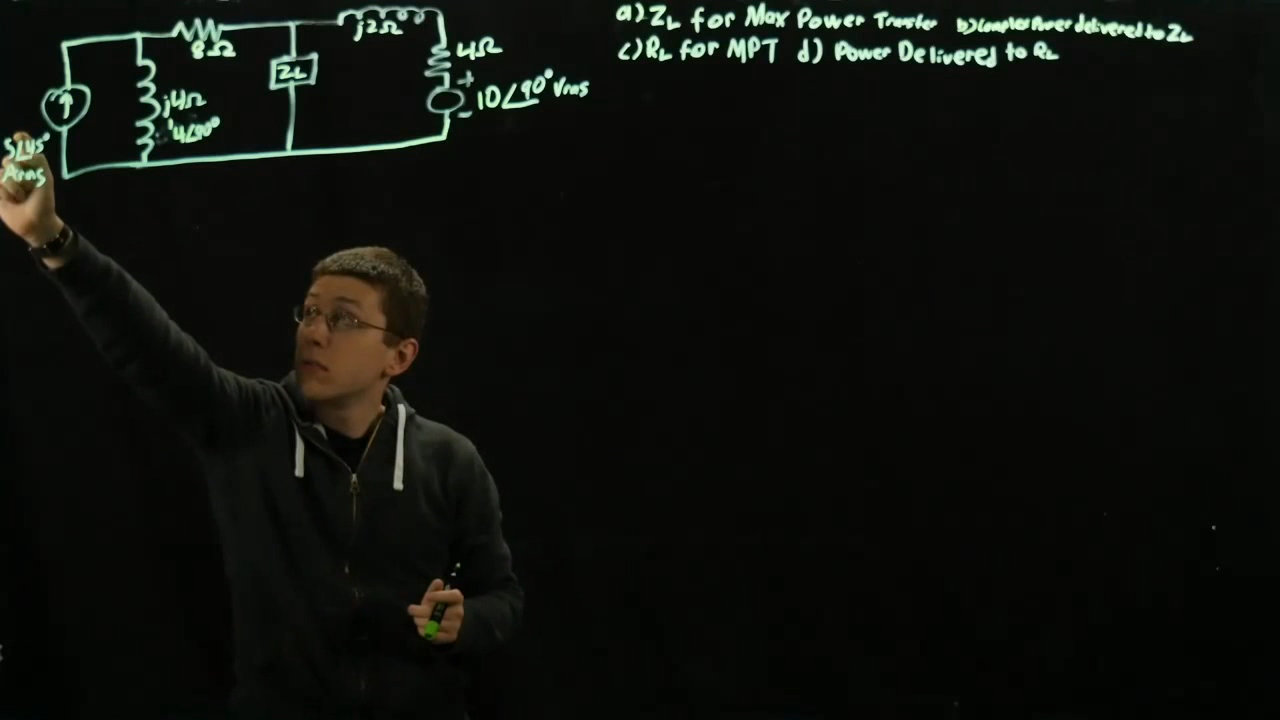 a) ZL for Max Power Transfer b) Complex Power delivered to ZL
c) RL for MPT d) Power Delivered to RL
j2Ω
8Ω
4Ω
ZL
+
10∠90° Vrms
-
j4Ω
4∠90°
5∠45°
Arms